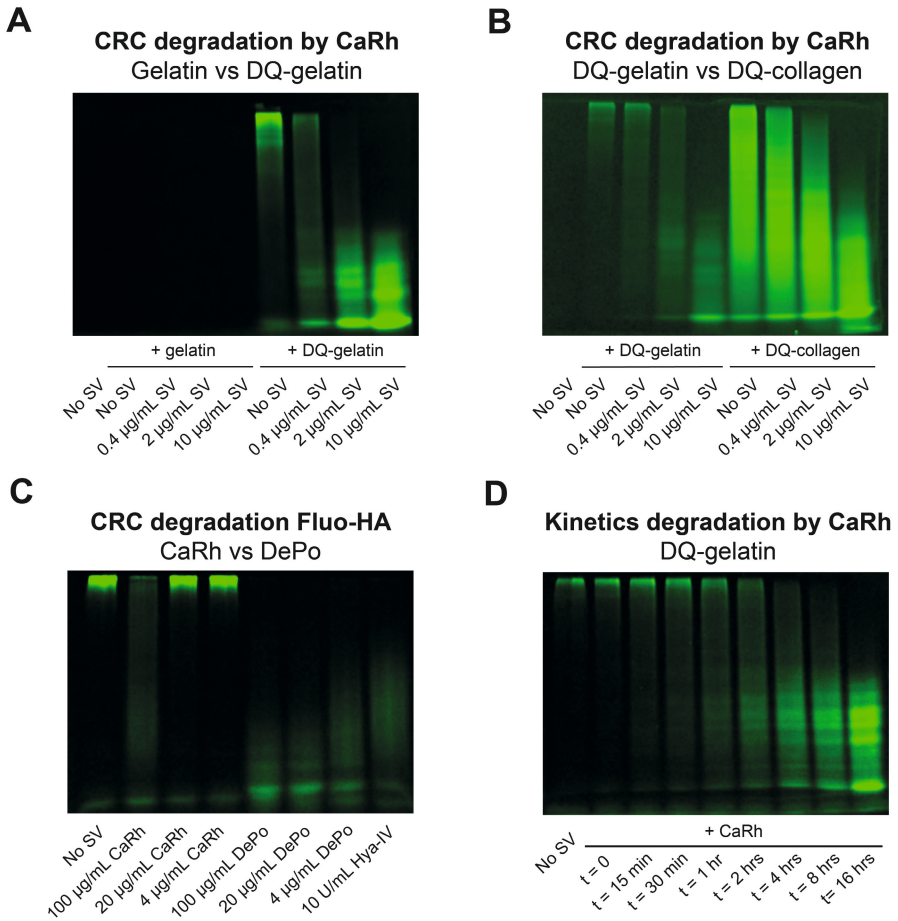 A
CRC degradation by CaRh
Gelatin vs DQ-gelatin
+ gelatin
+ DQ-gelatin
No SV
No SV
0.4 µg/mL SV
2 µg/mL SV
10 µg/mL SV
No SV
0.4 µg/mL SV
2 µg/mL SV
10 µg/mL SV
B
CRC degradation by CaRh
DQ-gelatin vs DQ-collagen
+ DQ-gelatin
+ DQ-collagen
No SV
No SV
0.4 µg/mL SV
2 µg/mL SV
10 µg/mL SV
No SV
0.4 µg/mL SV
2 µg/mL SV
10 µg/mL SV
C
CRC degradation Fluo-HA
CaRh vs DePo
No SV
100 µg/mL CaRh
20 µg/mL CaRh
4 µg/mL CaRh
100 µg/mL DePo
20 µg/mL DePo
4 µg/mL DePo
10 U/mL Hya-IV
D
Kinetics degradation by CaRh
DQ-gelatin
+ CaRh
No SV
t = 0
t = 15 min
t = 30 min
t = 1 hr
t = 2 hrs
t = 4 hrs
t= 8 hrs
t= 16 hrs